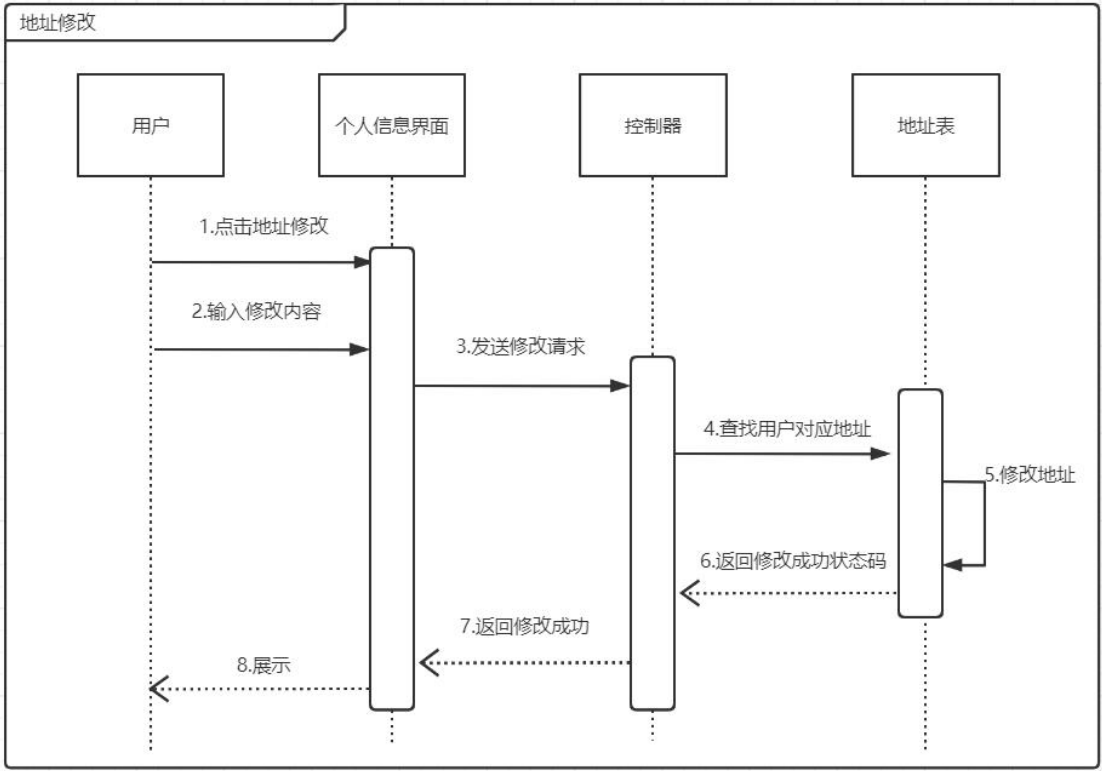 地址修改
用户
个人信息界面
控制器
地址表
1.点击地址修改
2.输入修改内容
3.发送修改请求
4.查找用户对应地址
5.修改地址
6.返回修改成功状态码
7.返回修改成功
8.展示